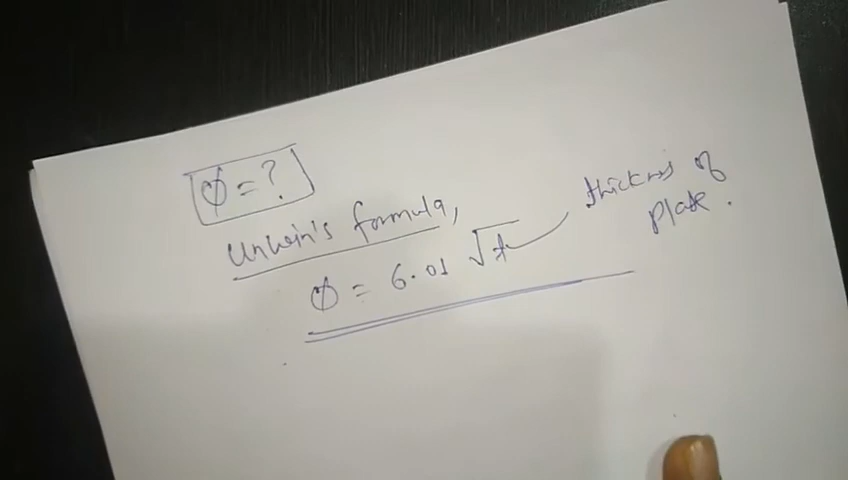 φ = ?
Unwin's formula,
φ = 6.01 √t
thickness of
plate.